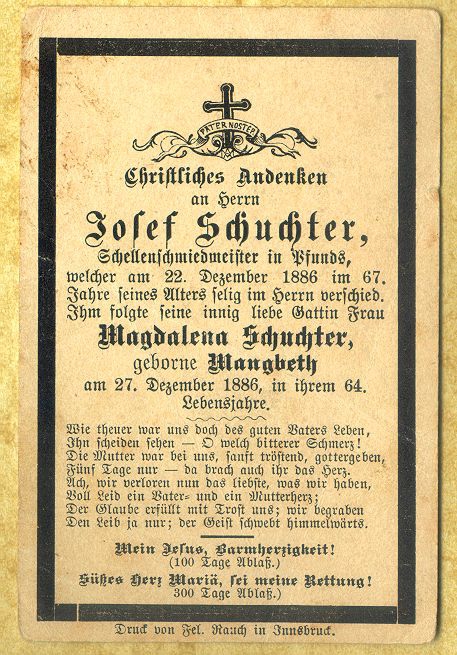 PATER NOSTER
Christliches Andenken
an Herrn
Josef Schuchter,
Schellenschmiedmeister in Pfunds,
welcher am 22. Dezember 1886 im 67.
Jahre seines Alters selig im Herrn verschied.
Ihm folgte seine innig liebe Gattin Frau
Magdalena Schuchter,
geborne Mangbeth
am 27. Dezember 1886, in ihrem 64.
Lebensjahre.
Wie theuer war uns doch des guten Vaters Leben,
Ihn scheiden sehen — O welch bitterer Schmerz!
Die Mutter war bei uns, sanft tröstend, gottergeben,
Fünf Tage nur — da brach auch ihr das Herz.
Ach, wir verloren nun das liebste, was wir haben,
Voll Leid ein Vater- und ein Mutterherz;
Der Glaube erfüllt mit Trost uns; wir begraben
Den Leib ja nur; der Geist schwebt himmelwärts.
Mein Jesus, Barmherzigkeit!
(100 Tage Ablaß.)
Süßes Herz Mariä, sei meine Rettung!
300 Tage Ablaß.)
Druck von Fel. Rauch in Innsbruck.